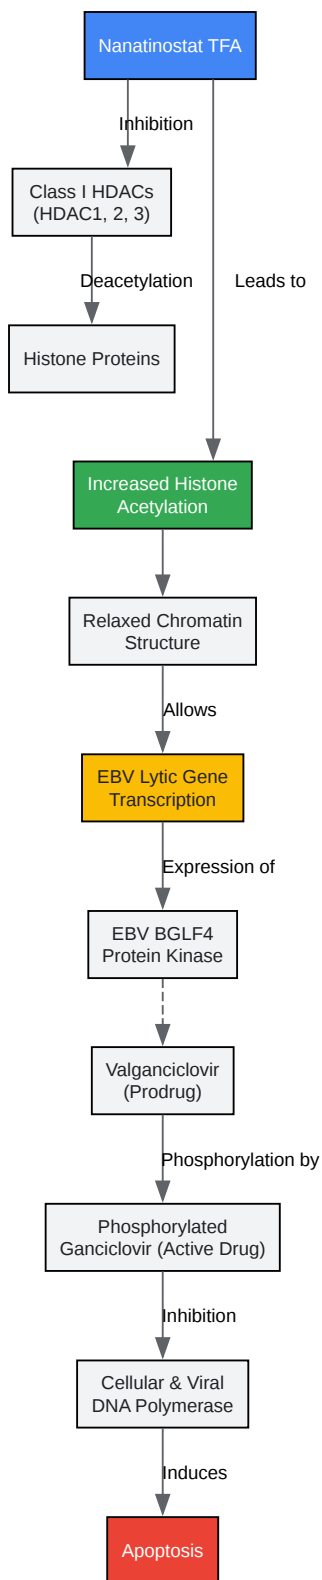 Nanatinostat TFA
Inhibition
Class I HDACs
(HDAC1, 2, 3)
Deacetylation
Leads to
Histone Proteins
Increased Histone
Acetylation
Relaxed Chromatin
Structure
Allows
EBV Lytic Gene
Transcription
Expression of
EBV BGLF4
Protein Kinase
Valganciclovir
(Prodrug)
Phosphorylation by
Phosphorylated
Ganciclovir (Active Drug)
Inhibition
Cellular & Viral
DNA Polymerase
Induces
Apoptosis